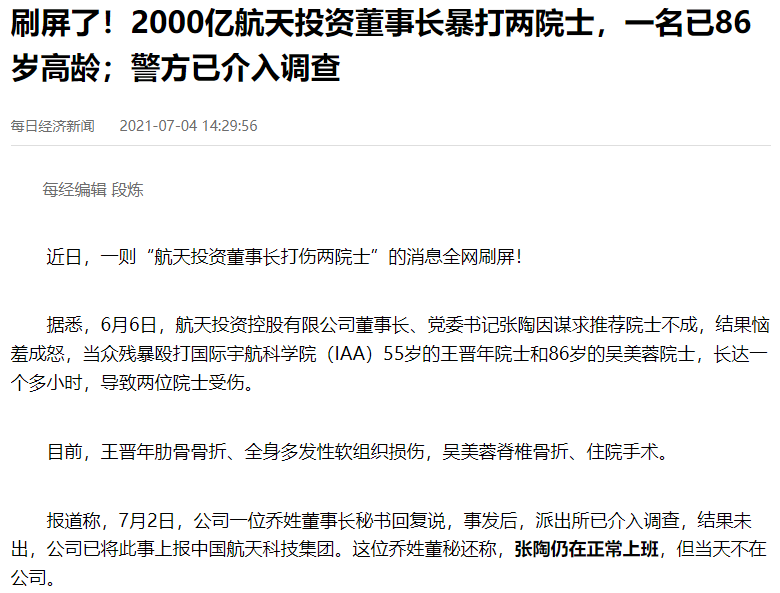 刷屏了！2000亿航天投资董事长暴打两院士，一名已86
岁高龄；警方已介入调查
每日经济新闻 2021-07-04 14:29:56
每经编辑 段炼
近日，一则“航天投资董事长打伤两院士”的消息全网刷屏！
据悉，6月6日，航天投资控股有限公司董事长、党委书记张陶因谋求推荐院士不成，结果恼
羞成怒，当众残暴殴打国际宇航科学院（IAA）55岁的王晋年院士和86岁的吴美蓉院士，长达一
个多小时，导致两位院士受伤。
目前，王晋年肋骨骨折、全身多发性软组织损伤，吴美蓉脊椎骨折、住院手术。
报道称，7月2日，公司一位乔姓董事长秘书回复说，事发后，派出所已介入调查，结果未
出，公司已将此事上报中国航天科技集团。这位乔姓董秘还称，张陶仍在正常上班，但当天不在
公司。